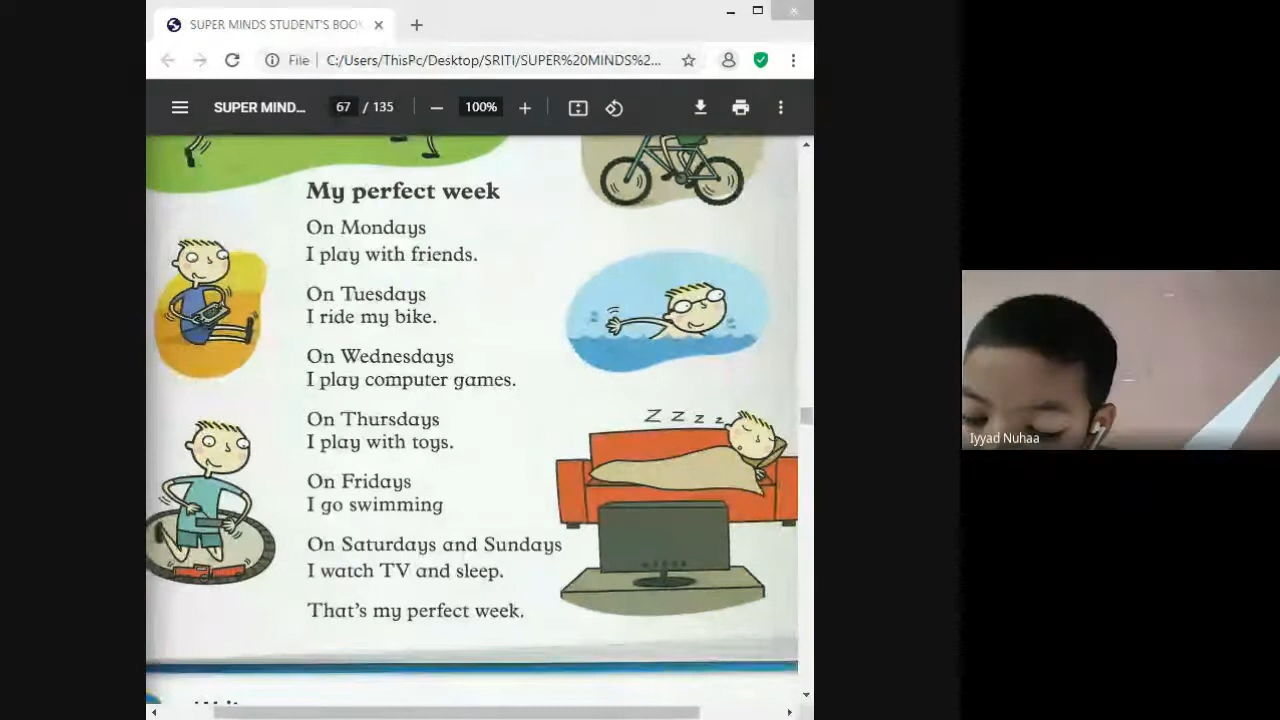 SUPER MINDS STUDENT'S BOO
File C:/Users/ThisPc/Desktop/SRITI/SUPER%20MINDS%2...
SUPER MIND... 67 / 135 100%
My perfect week
On Mondays
I play with friends.
On Tuesdays
I ride my bike.
On Wednesdays
I play computer games.
On Thursdays
I play with toys.
On Fridays
I go swimming
On Saturdays and Sundays
I watch TV and sleep.
That's my perfect week.
Z Z Z z
Iyyad Nuhaa